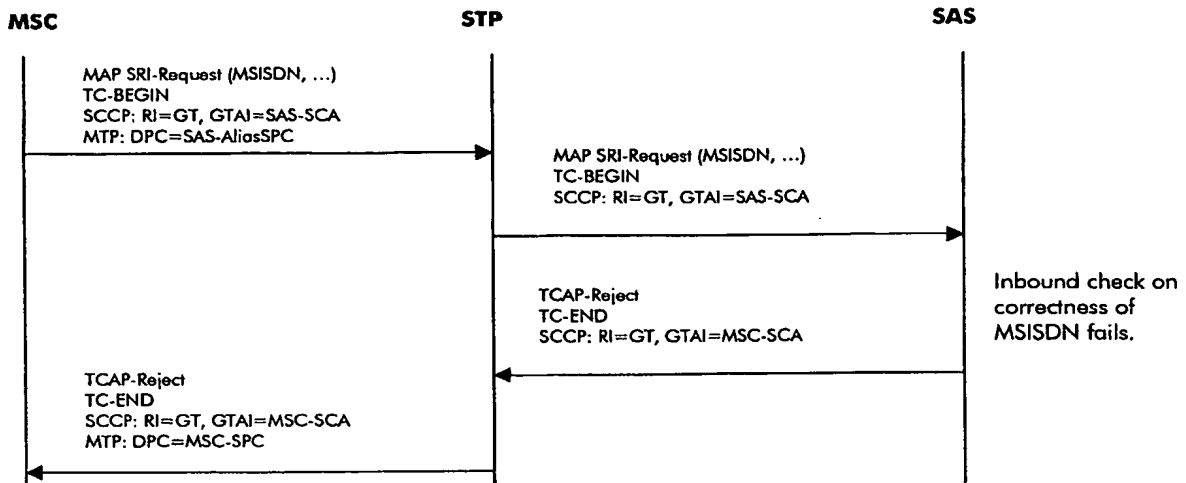 MSC
STP
SAS
MAP SRI-Request (MSISDN, ...)
TC-BEGIN
SCCP: RI=GT, GTAI=SAS-SCA
MTP: DPC=SAS-AliasSPC
MAP SRI-Request (MSISDN, ...)
TC-BEGIN
SCCP: RI=GT, GTAI=SAS-SCA
Inbound check on
correctness of
MSISDN fails.
TCAP-Reject
TC-END
SCCP: RI=GT, GTAI=MSC-SCA
TCAP-Reject
TC-END
SCCP: RI=GT, GTAI=MSC-SCA
MTP: DPC=MSC-SPC